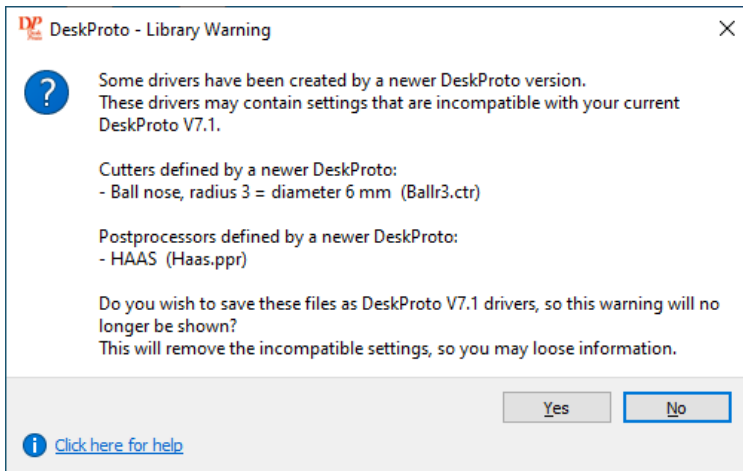 DP DeskProto - Library Warning
Some drivers have been created by a newer DeskProto version.
These drivers may contain settings that are incompatible with your current
DeskProto V7.1.
Cutters defined by a newer DeskProto:
- Ball nose, radius 3 = diameter 6 mm  (Ballr3.ctr)
Postprocessors defined by a newer DeskProto:
- HAAS  (Haas.ppr)
Do you wish to save these files as DeskProto V7.1 drivers, so this warning will no
longer be shown?
This will remove the incompatible settings, so you may loose information.
Yes No
Click here for help